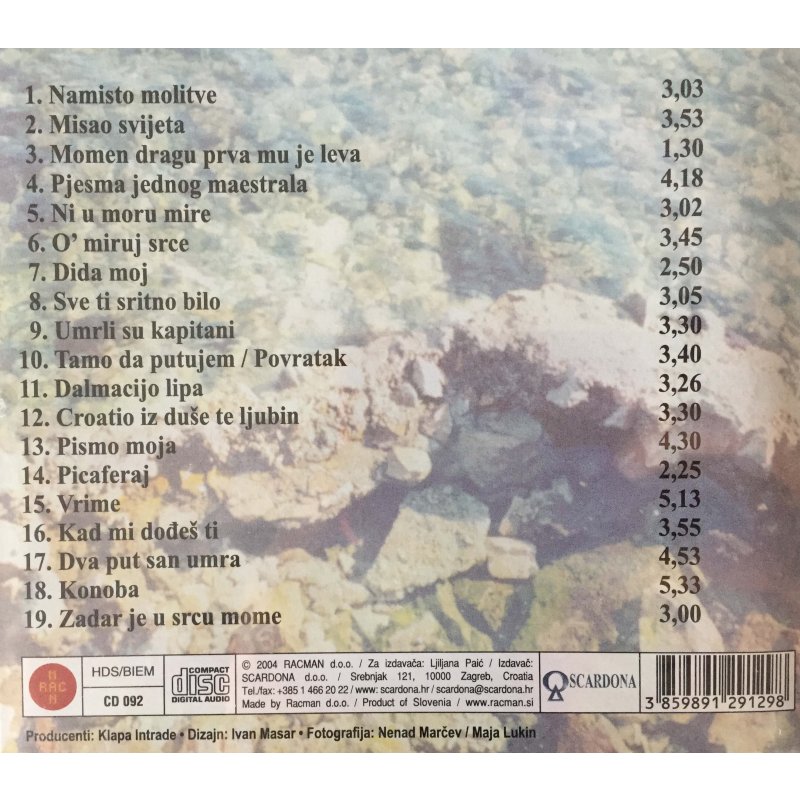 1. Namisto molitve 3,03
2. Misao svijeta 3,53
3. Momen dragu prva mu je leva 1,30
4. Pjesma jednog maestrala 4,18
5. Ni u moru mire 3,02
6. O' miruj srce 3,45
7. Dida moj 2,50
8. Sve ti sritno bilo 3,05
9. Umrli su kapitani 3,30
10. Tamo da putujem / Povratak 3,40
11. Dalmacijo lipa 3,26
12. Croatio iz duše te ljubin 3,30
13. Pismo moja 4,30
14. Picaferaj 2,25
15. Vrime 5,13
16. Kad mi dođeš ti 3,55
17. Dva put san umra 4,53
18. Konoba 5,33
19. Zadar je u srcu mome 3,00
RAC
HDS/BIEM
CD 092
COMPACT
disc
DIGITAL AUDIO
© 2004 RACMAN d.o.o. / Za izdavača: Ljiljana Paić / Izdavač:
SCARDONA d.o.o. / Srebnjak 121, 10000 Zagreb, Croatia
Tel./fax: +385 1 466 20 22 / www: scardona.hr / scardona@scardona.hr
Made by Racman d.o.o. / Product of Slovenia / www.racman.si
SCARDONA
3 859891 291298
Producenti: Klapa Intrade • Dizajn: Ivan Masar • Fotografija: Nenad Marčev / Maja Lukin